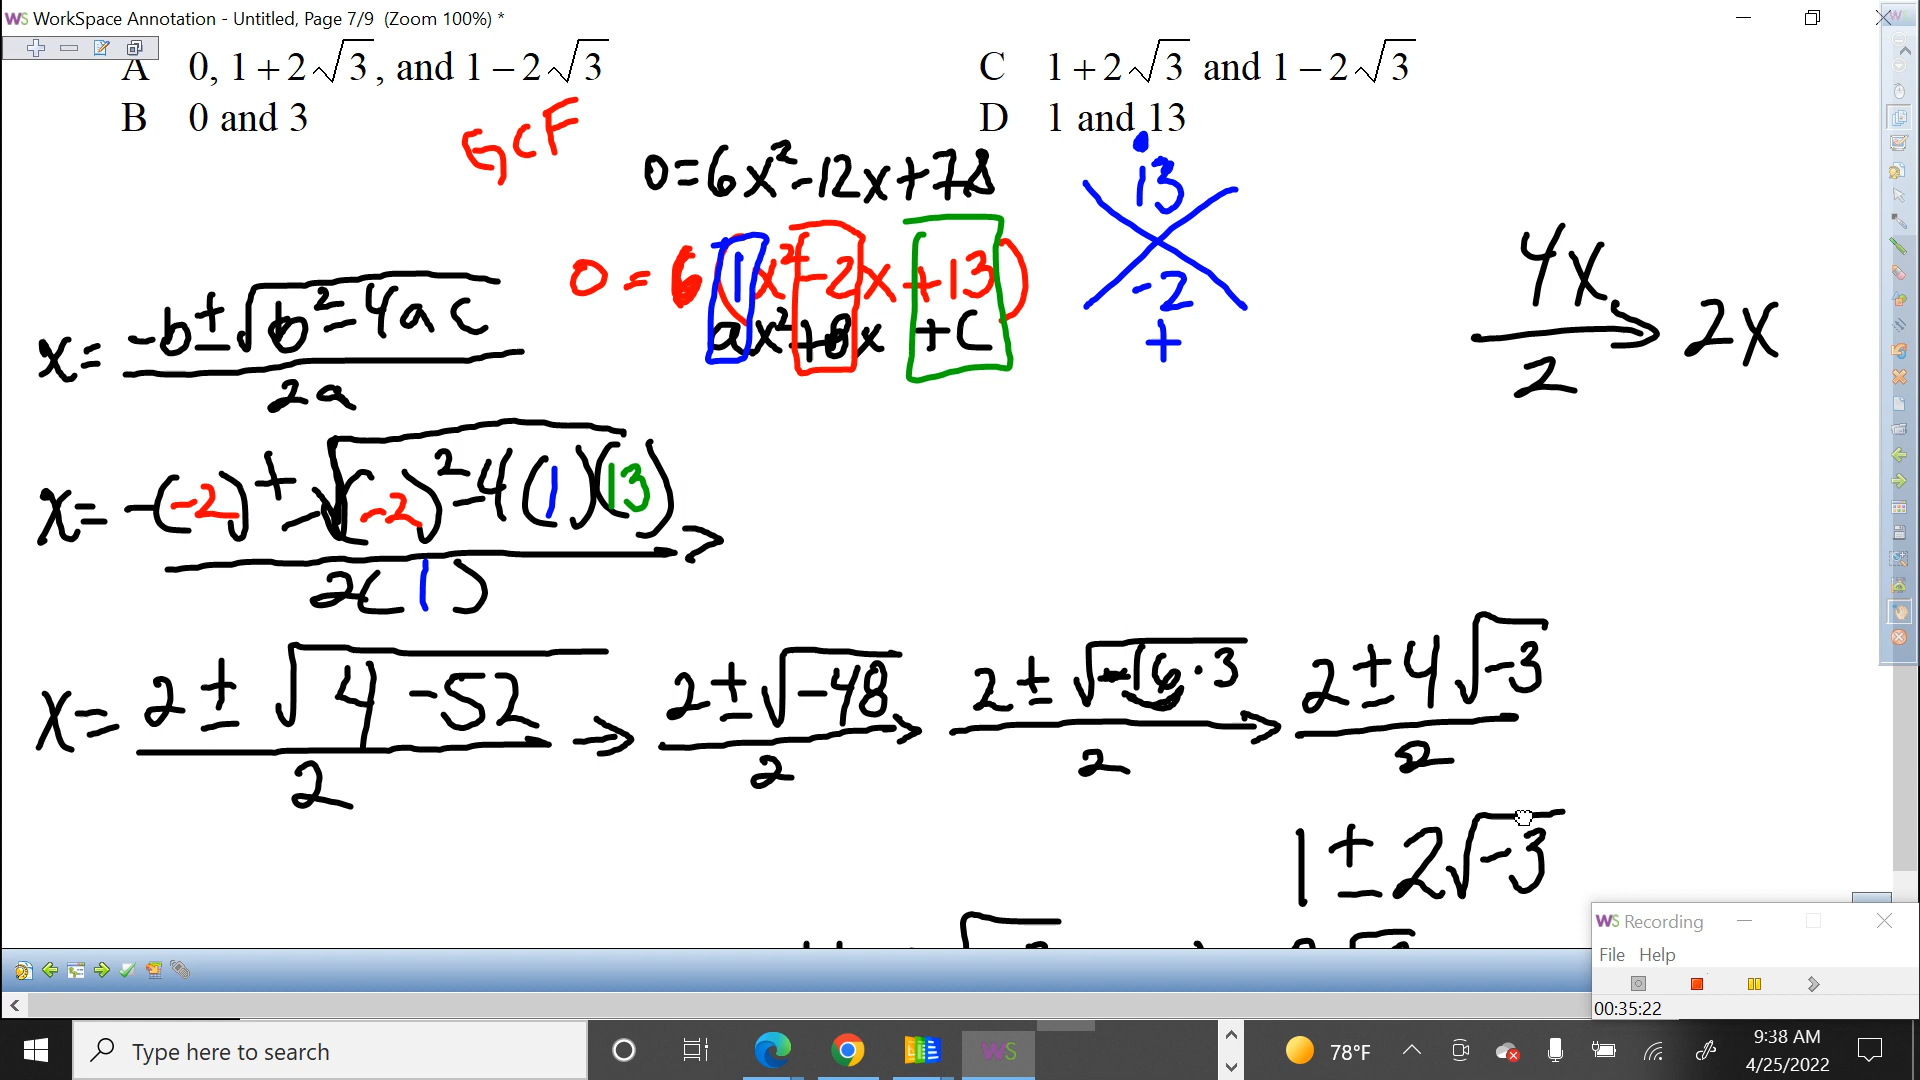 WorkSpace Annotation - Untitled, Page 7/9 (Zoom 100%) *
A 0, 1 + 2√3, and 1 − 2√3
C 1 + 2√3 and 1 − 2√3
B 0 and 3
D 1 and 13
GCF
0=6x²-12x+78
13
0 = 6(1x²-2x+13)
-2
ax²+Bx+C
+
4x/2 → 2x
x= (-b±√(b²-4ac))/2a
x= (-(-2)±√((-2)²-4(1)(13)))/2(1) >
x= (2±√(4-52))/2 → (2±√-48)/2 → (2±√(-16·3))/2 → (2±4√-3)/2
1±2√-3
WS Recording
File Help
00:35:22
Type here to search
WS
78°F
9:38 AM
4/25/2022